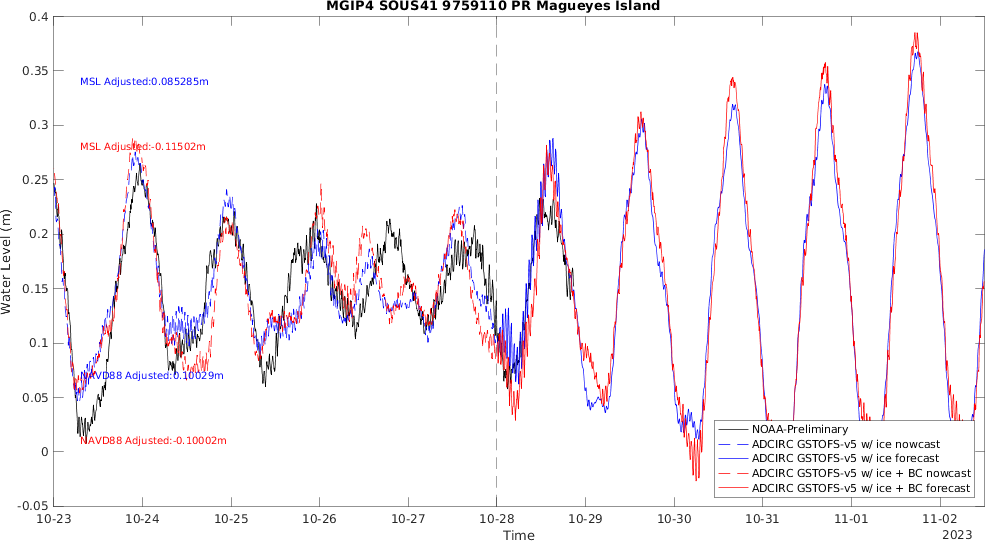 MGIP4 SOUS41 9759110 PR Magueyes Island
0.4
0.35
0.3
0.25
0.2
0.15
0.1
0.05
0
-0.05
Water Level (m)
MSL Adjusted:0.085285m
MSL Adjusted:-0.11502m
NAVD88 Adjusted:0.10029m
NAVD88 Adjusted:-0.10002m
NOAA-Preliminary
ADCIRC GSTOFS-v5 w/ ice nowcast
ADCIRC GSTOFS-v5 w/ ice forecast
ADCIRC GSTOFS-v5 w/ ice + BC nowcast
ADCIRC GSTOFS-v5 w/ ice + BC forecast
10-23 10-24 10-25 10-26 10-27 10-28 10-29 10-30 10-31 11-01 11-02
Time
2023